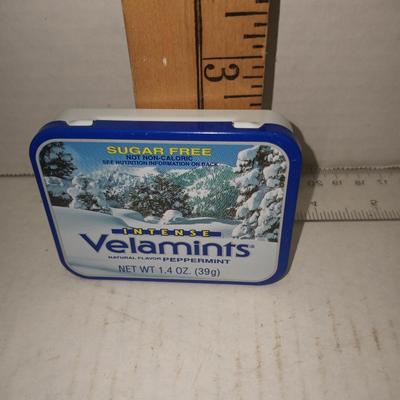 3
SUGAR FREE
NOT NON-CALORIC
SEE NUTRITION INFORMATION ON BACK
INTENSE
Velamints®
NATURAL FLAVOR PEPPERMINT
NET WT 1.4 OZ. (39g)